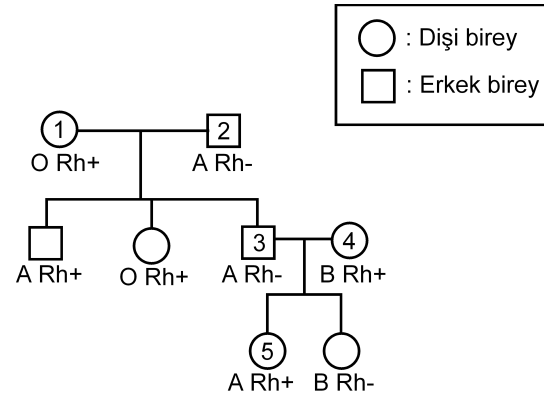 : Dişi birey
: Erkek birey
1 2
O Rh+ A Rh-
3 4
A Rh+ O Rh+ A Rh- B Rh+
5
A Rh+ B Rh-